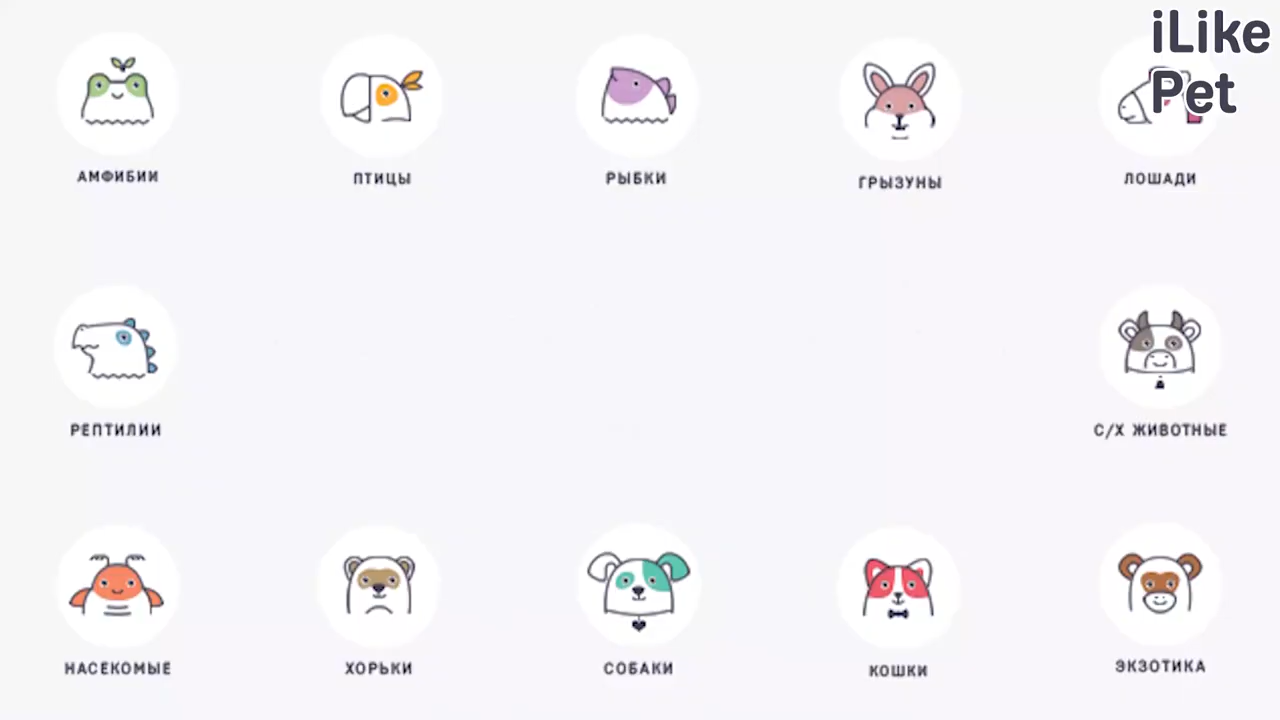 iLike
Pet
АМФИБИИ
ПТИЦЫ
РЫБКИ
ГРЫЗУНЫ
ЛОШАДИ
РЕПТИЛИИ
С/Х ЖИВОТНЫЕ
НАСЕКОМЫЕ
ХОРЬКИ
СОБАКИ
КОШКИ
ЭКЗОТИКА